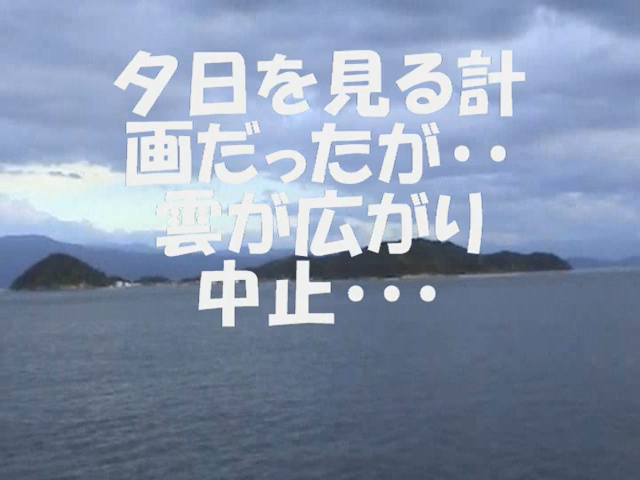 夕日を見る計
画だったが・・
雲が広がり
中止・・・